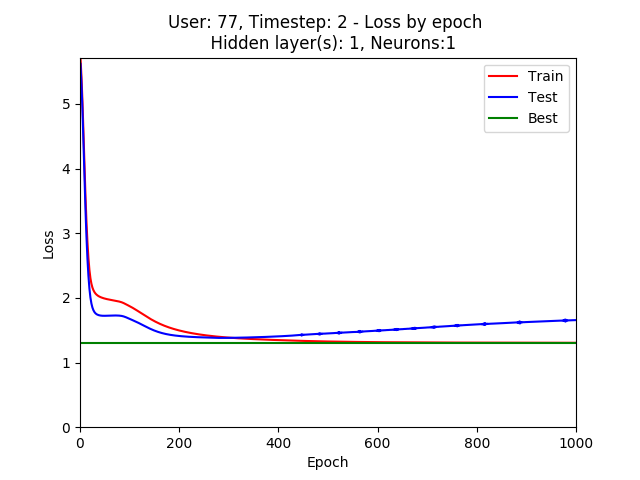 User: 77, Timestep: 2 - Loss by epoch
Hidden layer(s): 1, Neurons:1
Train
Test
Best
5
4
3
2
1
0
Loss
0 200 400 600 800 1000
Epoch